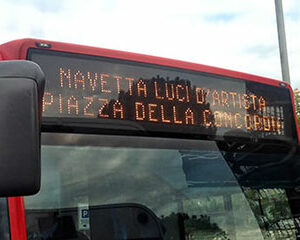 NAVETTA LUCI D'ARTISTA
PIAZZA DELLA CONCORDIA
P